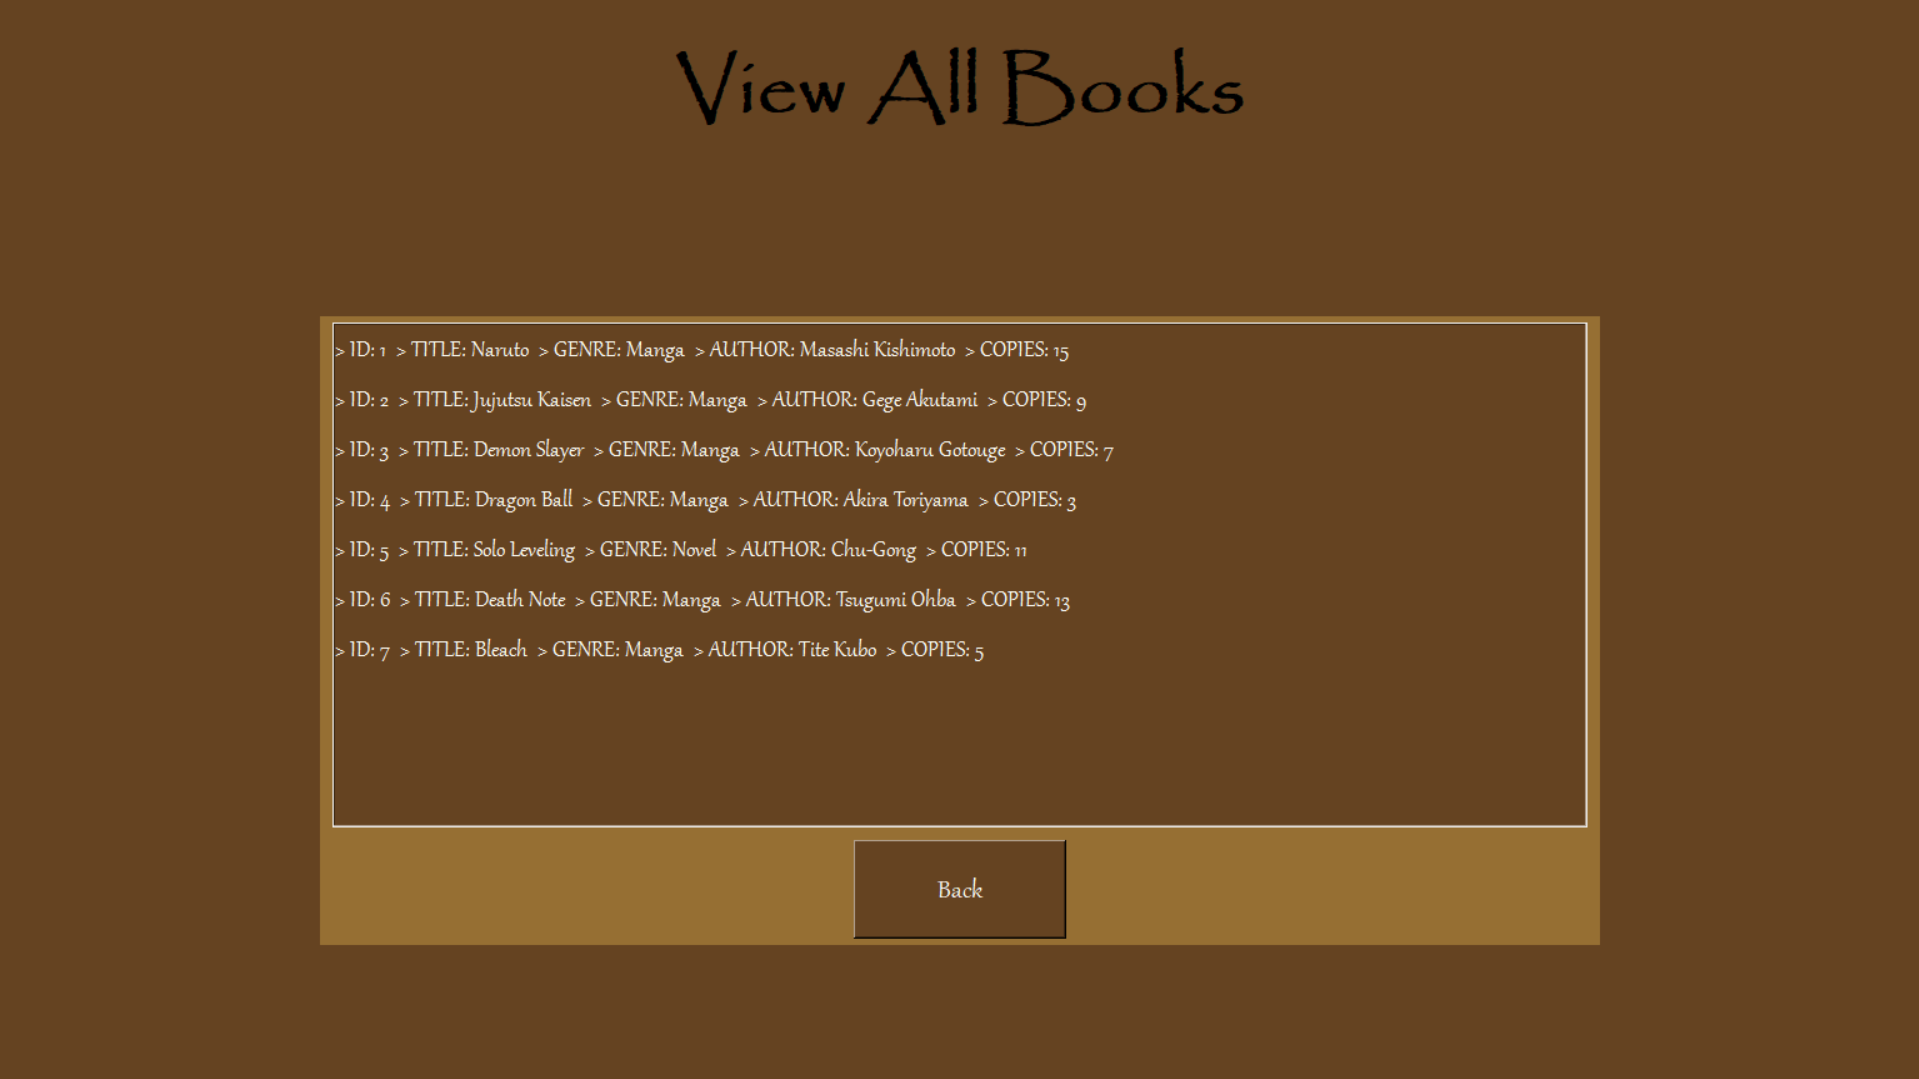 View All Books
> ID: 1 > TITLE: Naruto > GENRE: Manga > AUTHOR: Masashi Kishimoto > COPIES: 15
> ID: 2 > TITLE: Jujutsu Kaisen > GENRE: Manga > AUTHOR: Gege Akutami > COPIES: 9
> ID: 3 > TITLE: Demon Slayer > GENRE: Manga > AUTHOR: Koyoharu Gotouge > COPIES: 7
> ID: 4 > TITLE: Dragon Ball > GENRE: Manga > AUTHOR: Akira Toriyama > COPIES: 3
> ID: 5 > TITLE: Solo Leveling > GENRE: Novel > AUTHOR: Chu-Gong > COPIES: 11
> ID: 6 > TITLE: Death Note > GENRE: Manga > AUTHOR: Tsugumi Ohba > COPIES: 13
> ID: 7 > TITLE: Bleach > GENRE: Manga > AUTHOR: Tite Kubo > COPIES: 5
Back